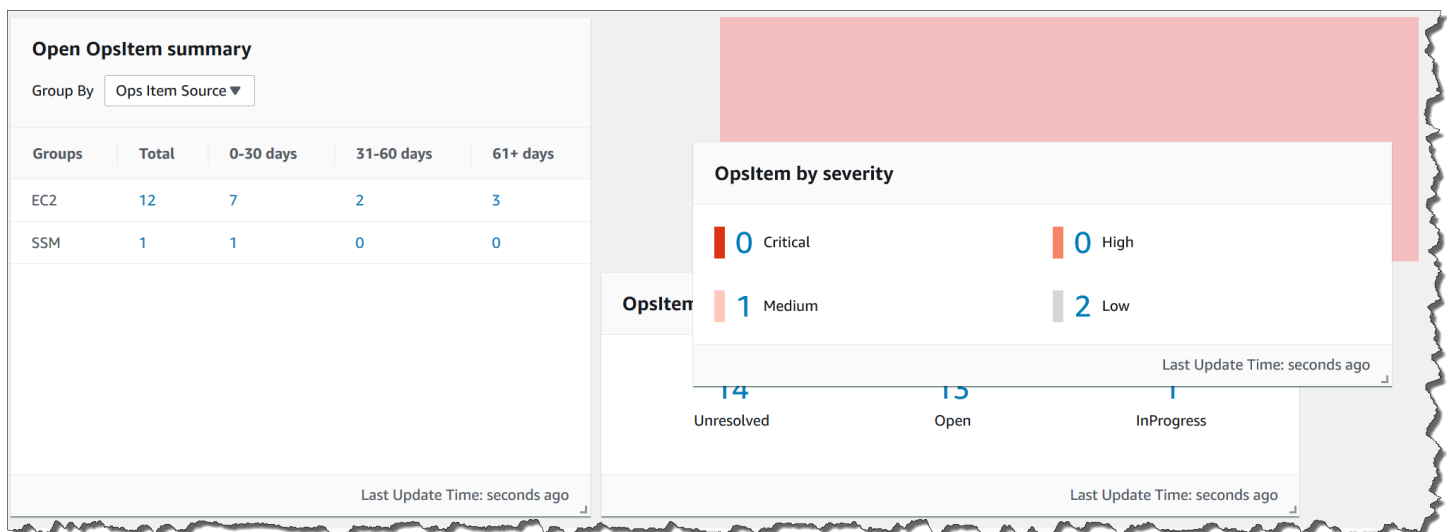 Open OpsItem summary
Group By Ops Item Source
Groups Total 0-30 days 31-60 days 61+ days
EC2 12 7 2 3
SSM 1 1 0 0
Last Update Time: seconds ago
OpsItem by severity
0 Critical 0 High
1 Medium 2 Low
Last Update Time: seconds ago
OpsItem
14 13 1
Unresolved Open InProgress
Last Update Time: seconds ago